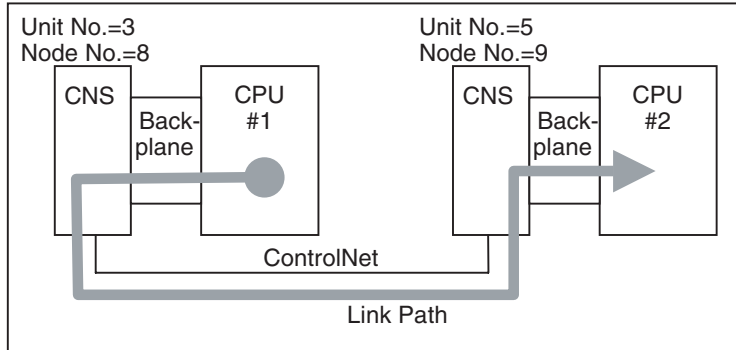 Unit No.=3
Node No.=8
Unit No.=5
Node No.=9
CNS
CPU
#1
Back-
plane
CNS
CPU
#2
Back-
plane
ControlNet
Link Path